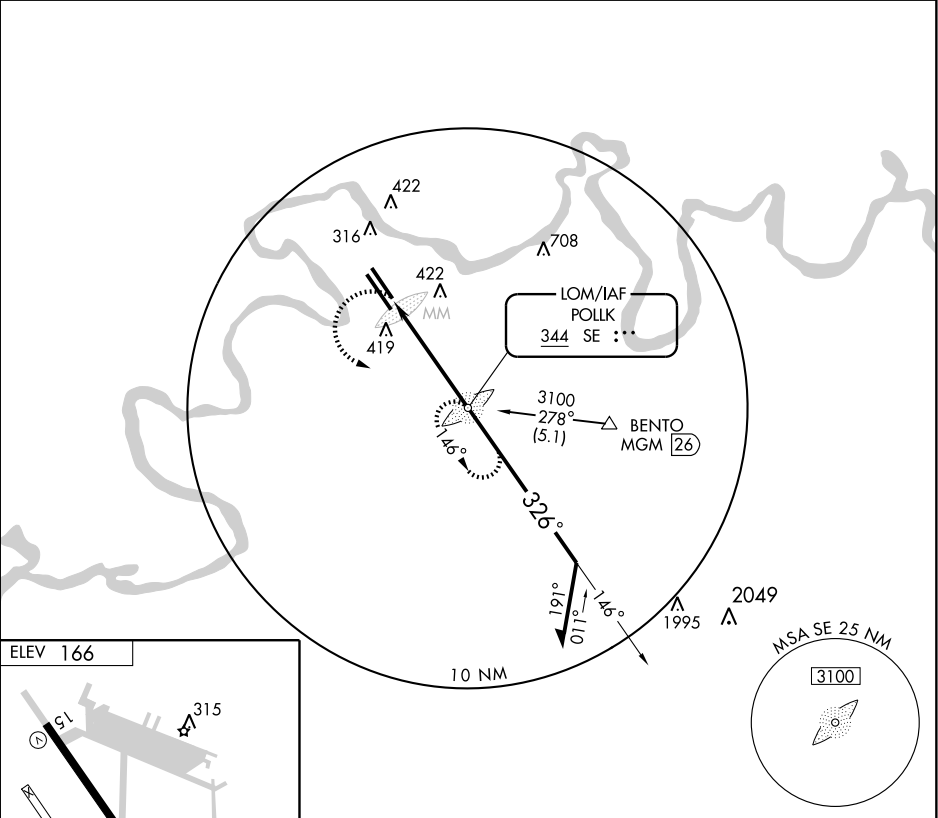 422
316
708
422
MM
419
LOM/IAF
POLLK
344 SE
3100
278°
(5.1)
BENTO
MGM 26
146°
326°
191°
011°
146°
1995
2049
10 NM
MSA SE 25 NM
3100
ELEV 166
15
315
V